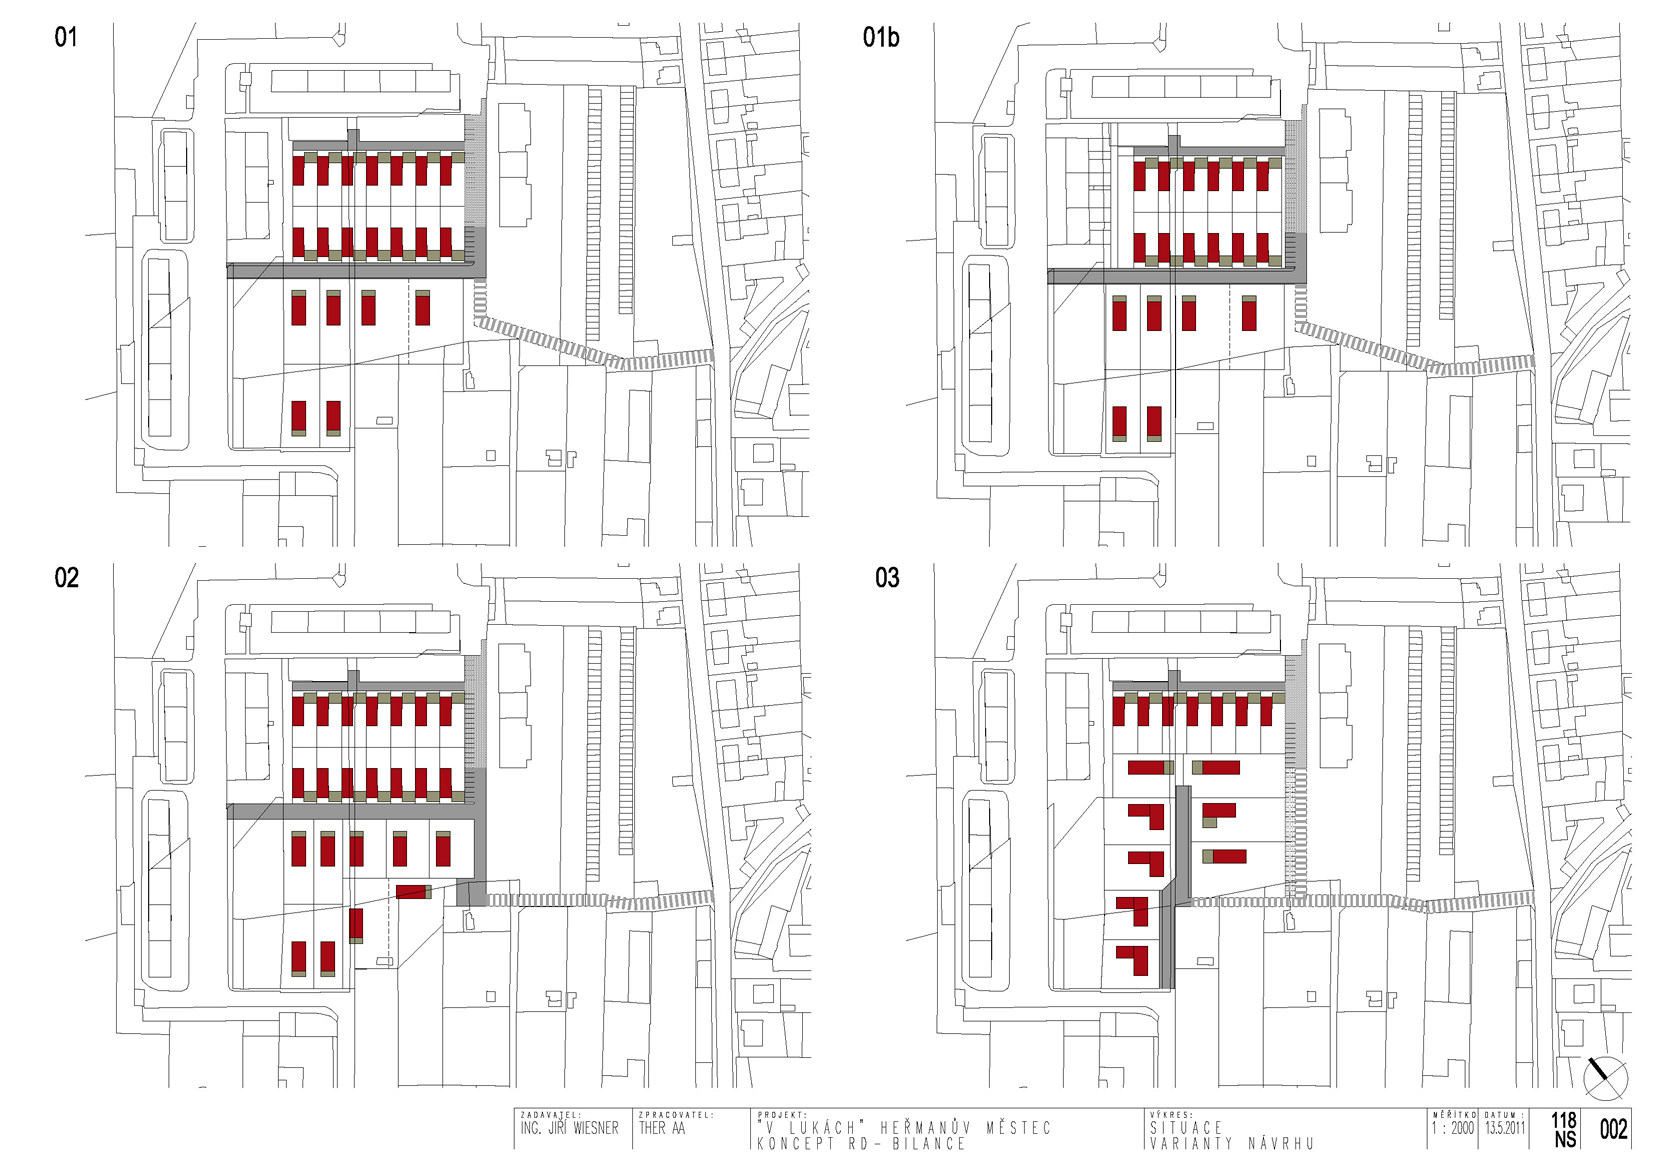 01
01b
02
03
ZADAVATEL:
ING. JIŘÍ WIESNER
ZPRACOVATEL:
THER AA
PROJEKT:
"V LUKÁCH" HEŘMANŮV MĚSTEC
KONCEPT RD- BILANCE
VÝKRES:
SITUACE
VARIANTY NÁVRHU
MĚŘÍTKO
1 : 2000
DATUM :
13.5.2011
118
NS
002